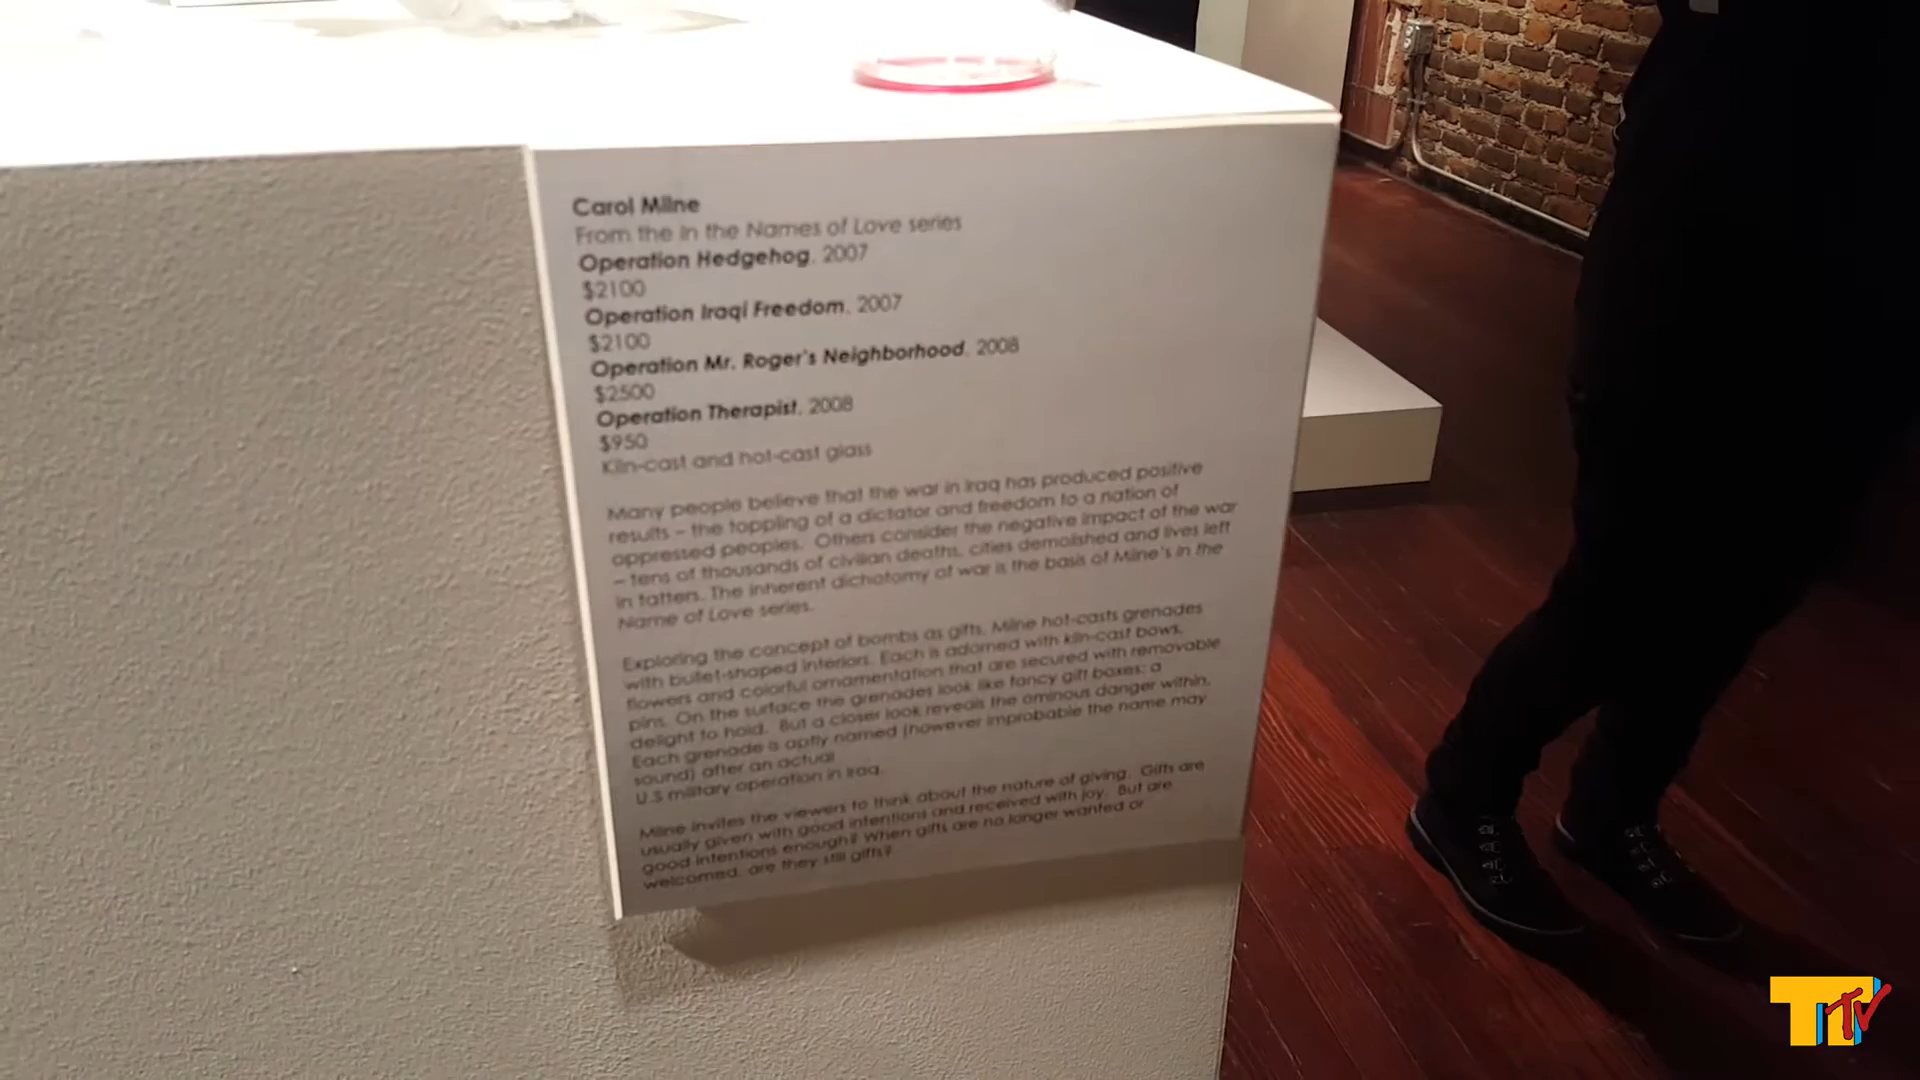 Carol Milne
From the In the Names of Love series
Operation Hedgehog, 2007
$2100
Operation Iraqi Freedom, 2007
$2100
Operation Mr. Roger's Neighborhood, 2008
$2500
Operation Therapist, 2008
$950
Kiln-cast and hot-cast glass
Many people believe that the war in Iraq has produced positive
results – the toppling of a dictator and freedom to a nation of
oppressed peoples. Others consider the negative impact of the war
– tens of thousands of civilian deaths, cities demolished and lives left
in tatters. The inherent dichotomy of war is the basis of Milne's In the
Name of Love series.
Exploring the concept of bombs as gifts, Milne hot-casts grenades
with bullet-shaped interiors. Each is adorned with kiln-cast bows,
flowers and colorful ornamentation that are secured with removable
pins. On the surface the grenades look like fancy gift boxes: a
delight to hold. But a closer look reveals the ominous danger within.
Each grenade is aptly named (however improbable the name may
sound) after an actual
U.S military operation in Iraq.
Milne invites the viewers to think about the nature of giving. Gifts are
usually given with good intentions and received with joy. But are
good intentions enough? When gifts are no longer wanted or
welcomed, are they still gifts?
TV